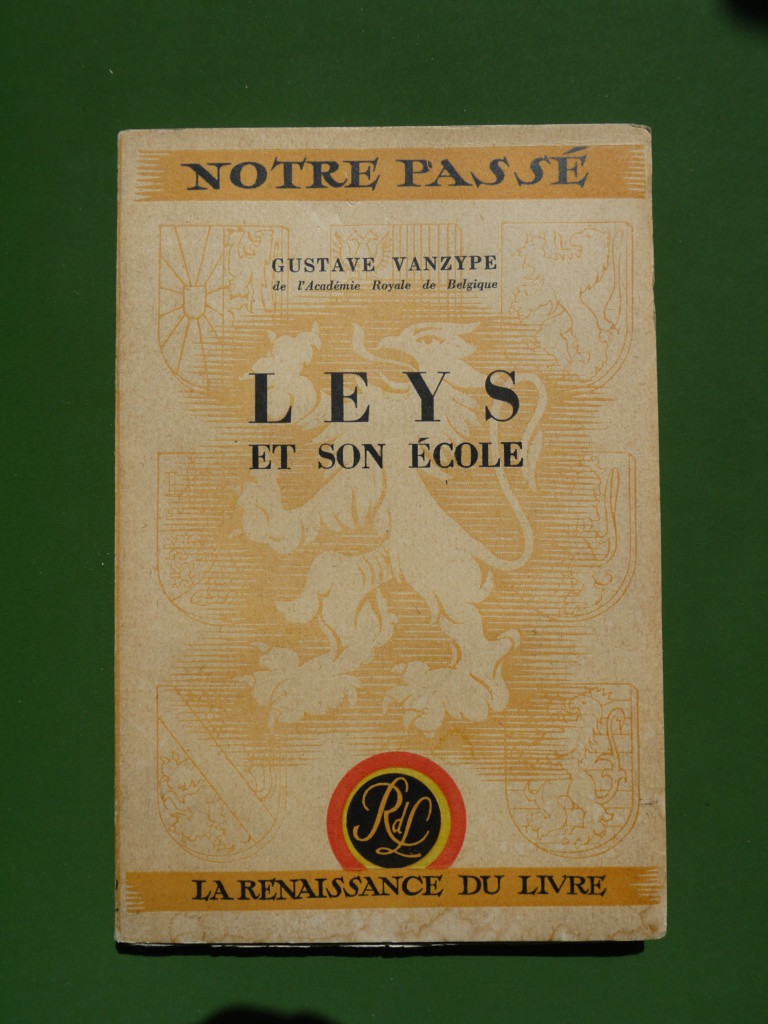 NOTRE PASSÉ
GUSTAVE VANZYPE
de l'Académie Royale de Belgique
LEYS
ET SON ÉCOLE
RdL
LA RENAISSANCE DU LIVRE